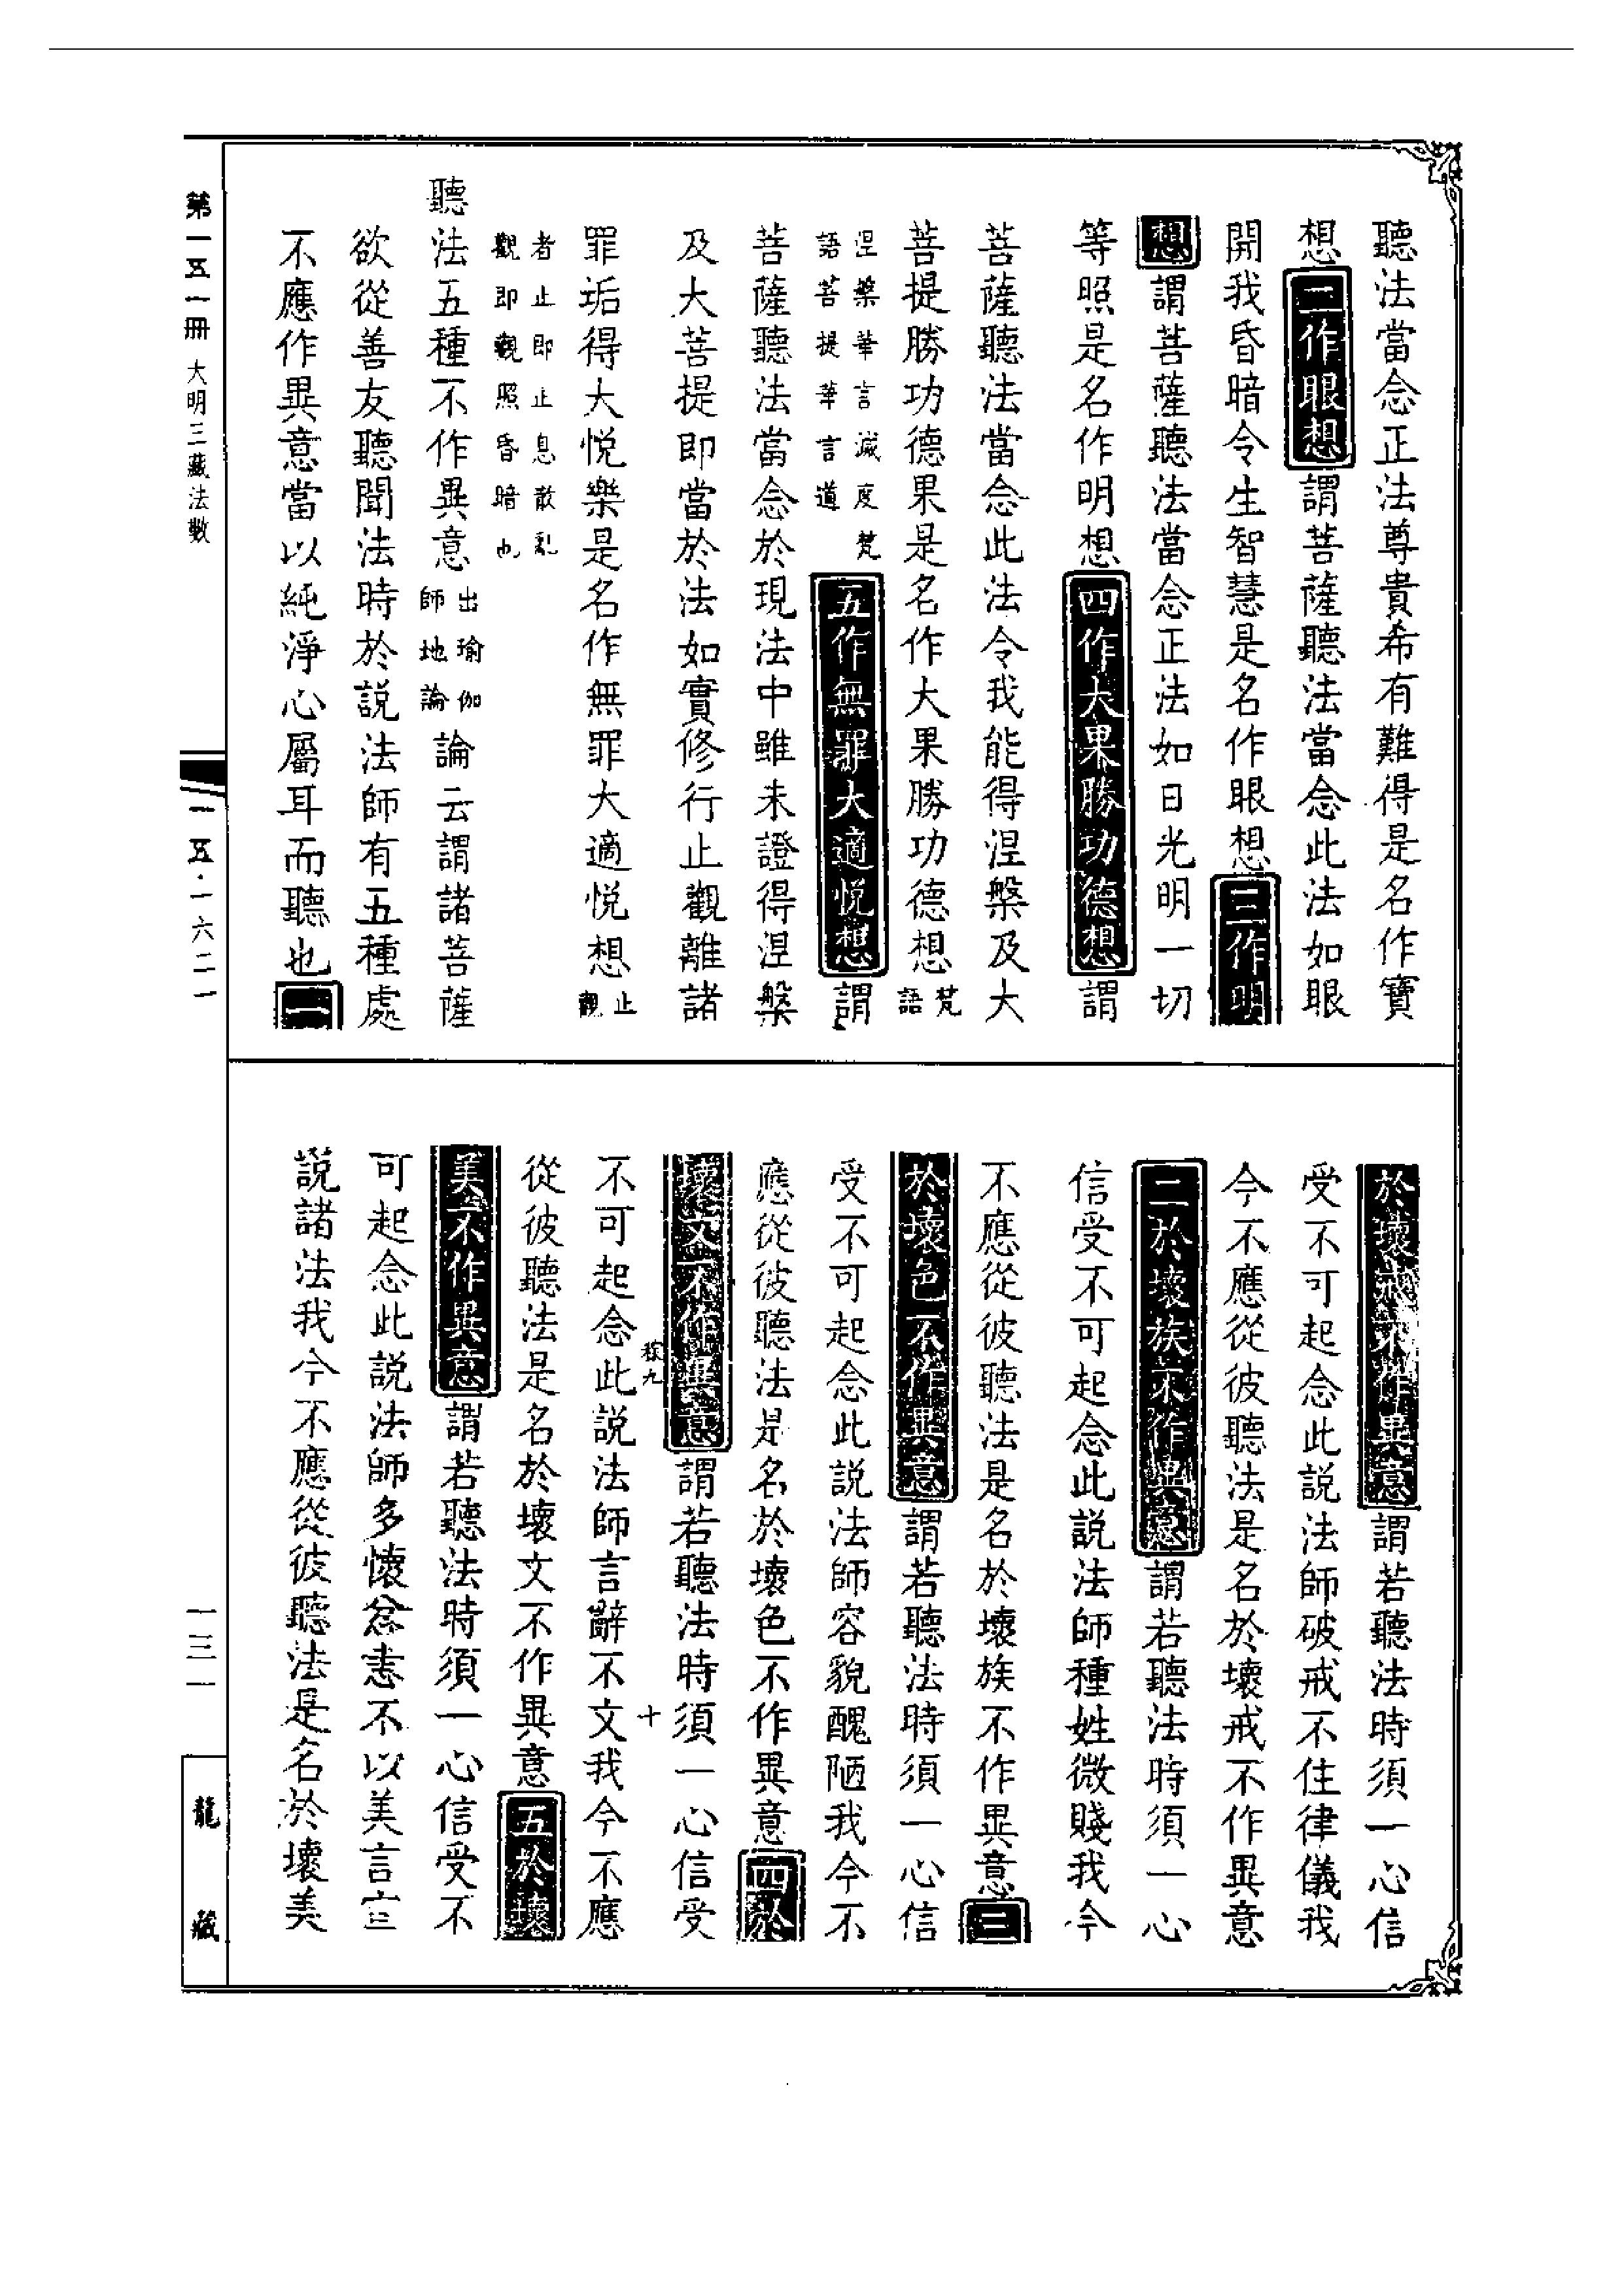 聽法當念正法尊貴希有難得是名作寶
想二作眼想謂菩薩聽法當念此法如眼
開我昏暗令生智慧是名作眼想三作明
想謂菩薩聽法當念正法如日光明一切
等照是名作明想四作大果勝功德想謂
菩薩聽法當念此法令我能得涅槃及大
菩提勝功德果是名作大果勝功德想梵語
涅槃華言滅度梵語菩提華言道五作無罪大適悅想謂
菩薩聽法當念於現法中雖未證得涅槃
及大菩提即當於法如實修行止觀離諸
罪垢得大悅樂是名作無罪大適悅想止觀
者止即止息散亂觀即觀照昏暗也
聽法五種不作異意出瑜伽師地論論云謂諸菩薩
欲從善友聽聞法時於說法師有五種處
不應作異意當以純淨心屬耳而聽也一
於壞戒不作異意謂若聽法時須一心信
受不可起念此說法師破戒不住律儀我
今不應從彼聽法是名於壞戒不作異意
二於壞族不作異意謂若聽法時須一心
信受不可起念此說法師種姓微賤我今
不應從彼聽法是名於壞族不作異意三
於壞色不作異意謂若聽法時須一心信
受不可起念此說法師容貌醜陋我今不
應從彼聽法是名於壞色不作異意四於
壞文不作異意謂若聽法時須一心信受
九
十
不可起念此說法師言辭不文我今不應
從彼聽法是名於壞文不作異意五於壞
美不作異意謂若聽法時須一心信受不
可起念此說法師多懷忿恚不以美言宣
說諸法我今不應從彼聽法是名於壞美
第一五一冊 大明三藏法數
一五·一六二一
一三一
龍藏